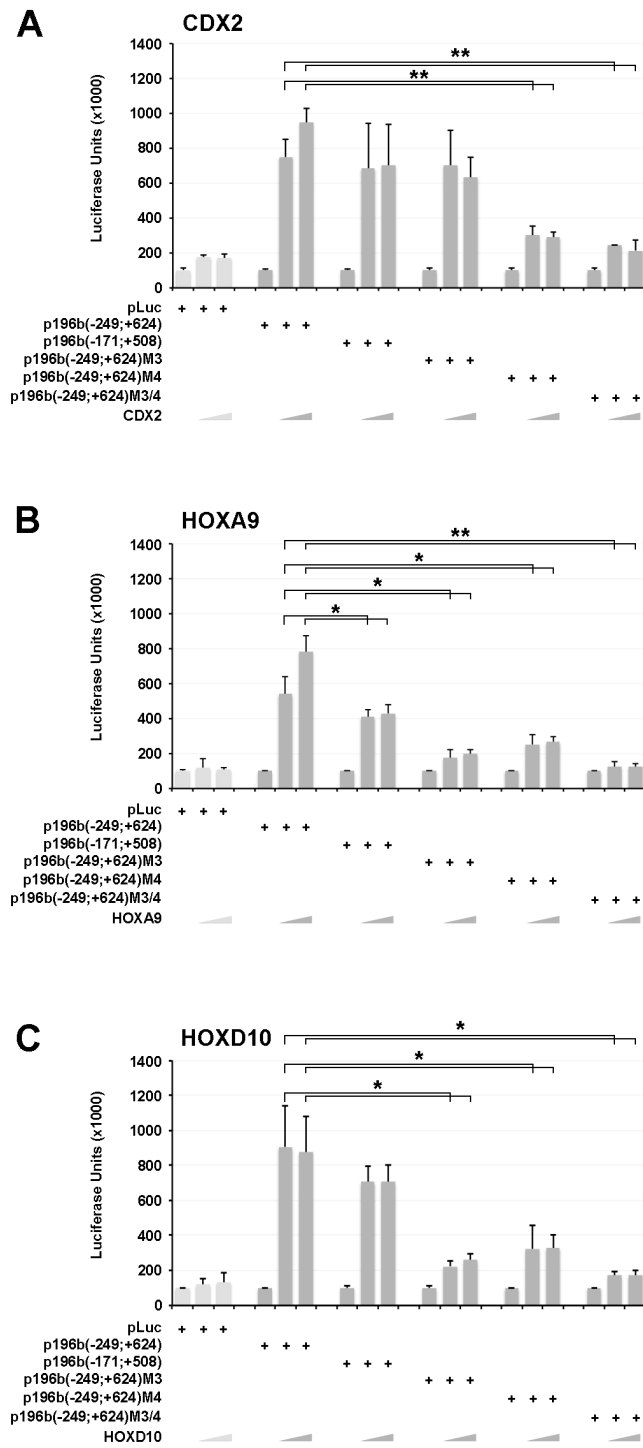 A
CDX2
Luciferase Units (x1000)
1400
1200
1000
800
600
400
200
0
**
**
pLuc + + +
p196b(-249;+624) + + +
p196b(-171;+508) + + +
p196b(-249;+624)M3 + + +
p196b(-249;+624)M4 + + +
p196b(-249;+624)M3/4 + + +
CDX2
B
HOXA9
Luciferase Units (x1000)
1400
1200
1000
800
600
400
200
0
**
*
*
*
pLuc + + +
p196b(-249;+624) + + +
p196b(-171;+508) + + +
p196b(-249;+624)M3 + + +
p196b(-249;+624)M4 + + +
p196b(-249;+624)M3/4 + + +
HOXA9
C
HOXD10
Luciferase Units (x1000)
1400
1200
1000
800
600
400
200
0
*
*
*
pLuc + + +
p196b(-249;+624) + + +
p196b(-171;+508) + + +
p196b(-249;+624)M3 + + +
p196b(-249;+624)M4 + + +
p196b(-249;+624)M3/4 + + +
HOXD10